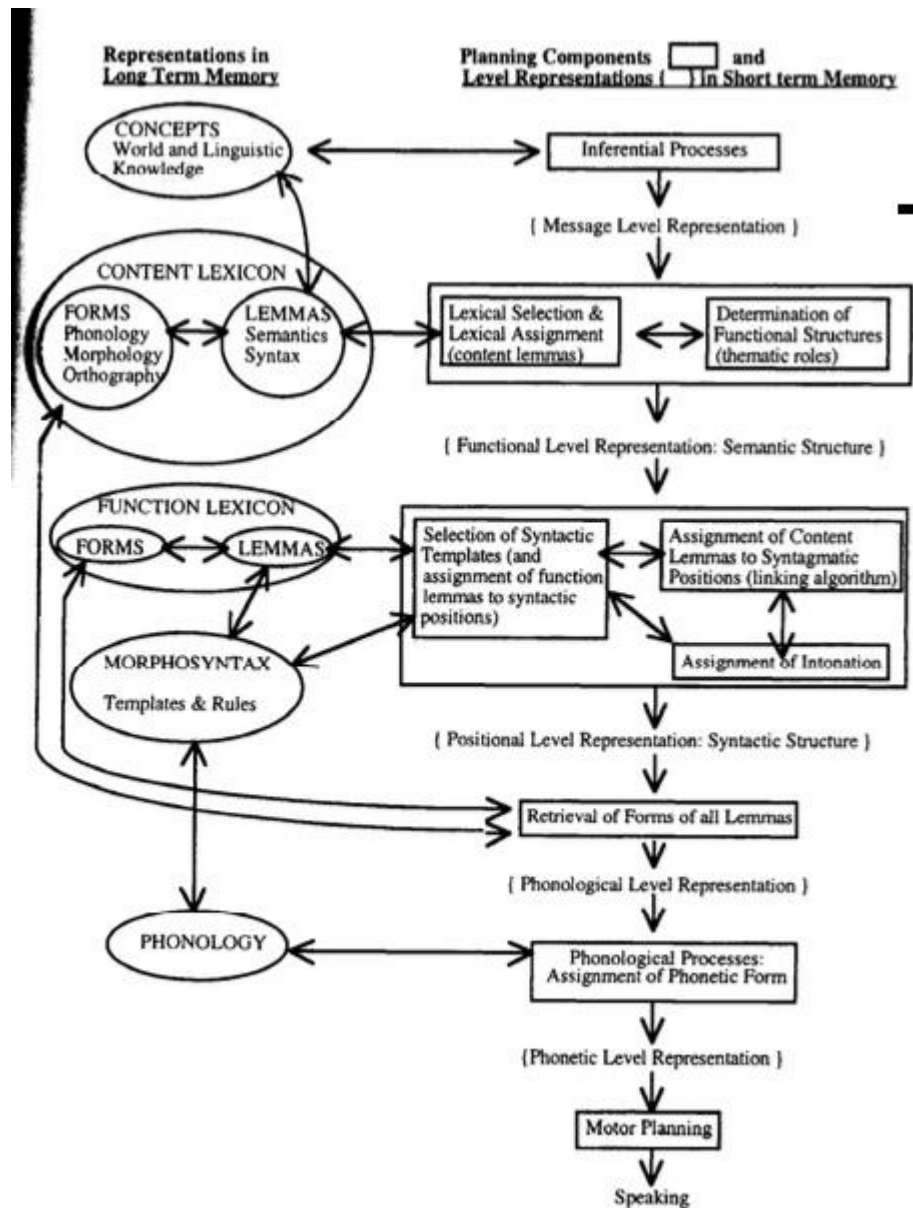 Representations in
Long Term Memory
Planning Components and
Level Representations { } in Short term Memory
CONCEPTS
World and Linguistic
Knowledge
Inferential Processes
{ Message Level Representation }
CONTENT LEXICON
FORMS
Phonology
Morphology
Orthography
LEMMAS
Semantics
Syntax
Lexical Selection &
Lexical Assignment
(content lemmas)
Determination of
Functional Structures
(thematic roles)
{ Functional Level Representation: Semantic Structure }
FUNCTION LEXICON
FORMS
LEMMAS
Selection of Syntactic
Templates (and
assignment of function
lemmas to syntactic
positions)
Assignment of Content
Lemmas to Syntagmatic
Positions (linking algorithm)
Assignment of Intonation
MORPHOSYNTAX
Templates & Rules
{ Positional Level Representation: Syntactic Structure }
Retrieval of Forms of all Lemmas
{ Phonological Level Representation }
PHONOLOGY
Phonological Processes:
Assignment of Phonetic Form
{Phonetic Level Representation }
Motor Planning
Speaking